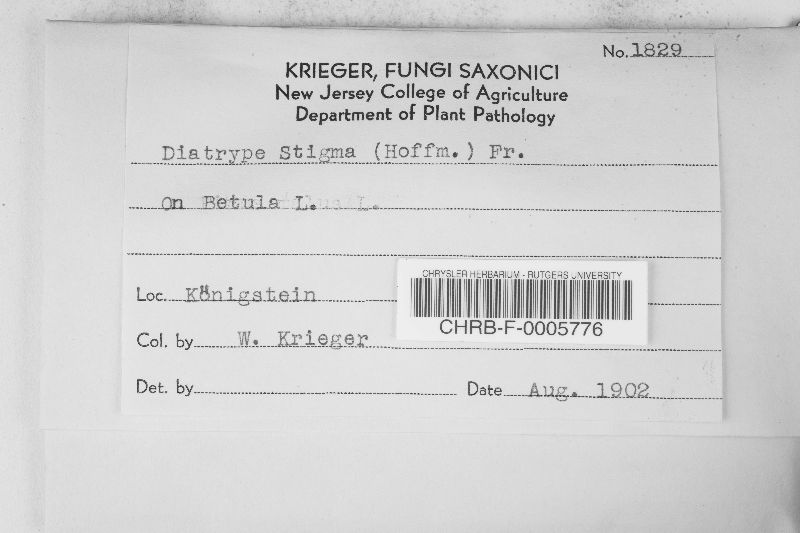 No. 1829
KRIEGER, FUNGI SAXONICI
New Jersey College of Agriculture
Department of Plant Pathology
Diatrype Stigma (Hoffm.) Fr.
On Betula L.
CHRYSLER HERBARIUM - RUTGERS UNIVERSITY
Loc. Königstein
CHRB-F-0005776
Col. by W. Krieger
Det. by
Date Aug. 1902